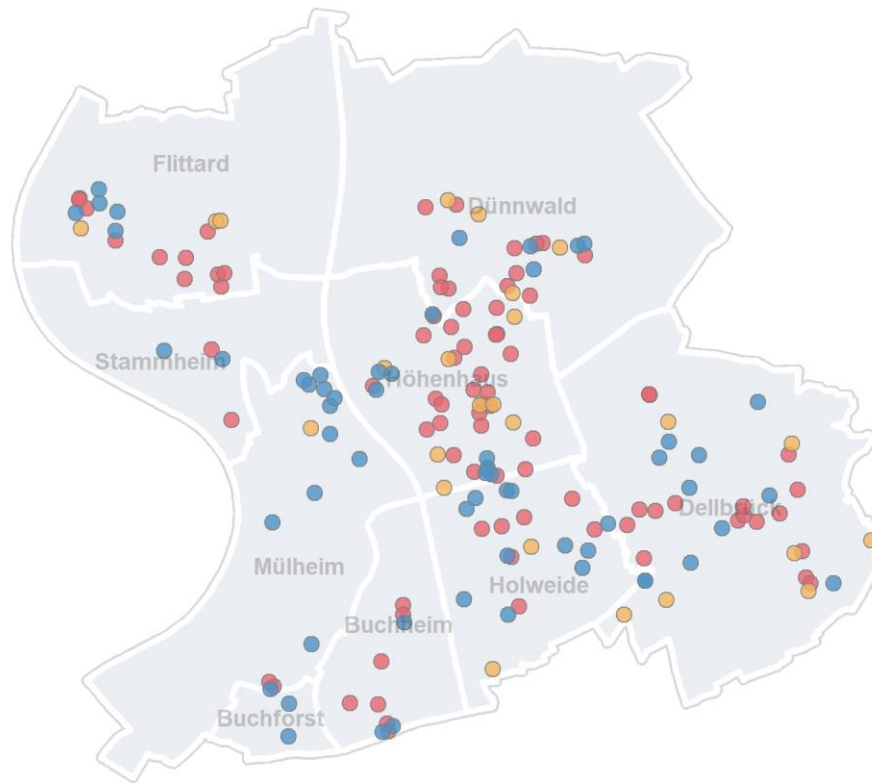 Flittard
Dünnwald
Stammheim
Höhenhaus
Dellbrück
Mülheim
Holweide
Buchheim
Buchforst